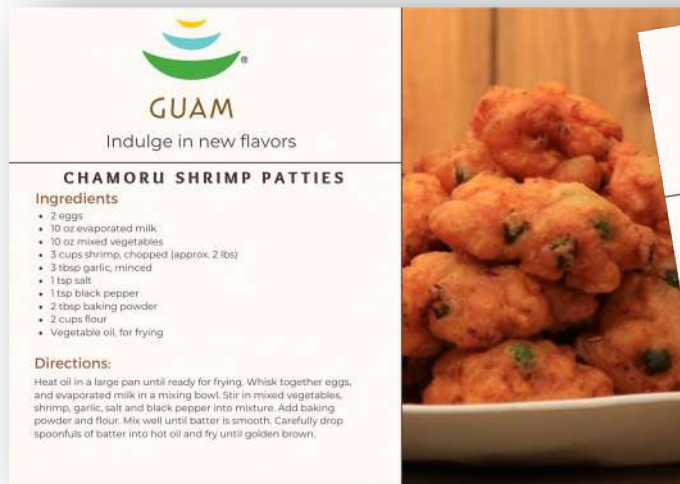 ®
GUAM
Indulge in new flavors
CHAMORU SHRIMP PATTIES
Ingredients
• 2 eggs
• 10 oz evaporated milk
• 10 oz mixed vegetables
• 3 cups shrimp, chopped (approx. 2 lbs)
• 3 tbsp garlic, minced
• 1 tsp salt
• 1 tsp black pepper
• 2 tbsp baking powder
• 2 cups flour
• Vegetable oil, for frying
Directions:
Heat oil in a large pan until ready for frying. Whisk together eggs,
and evaporated milk in a mixing bowl. Stir in mixed vegetables,
shrimp, garlic, salt and black pepper into mixture. Add baking
powder and flour. Mix well until batter is smooth. Carefully drop
spoonfuls of batter into hot oil and fry until golden brown.